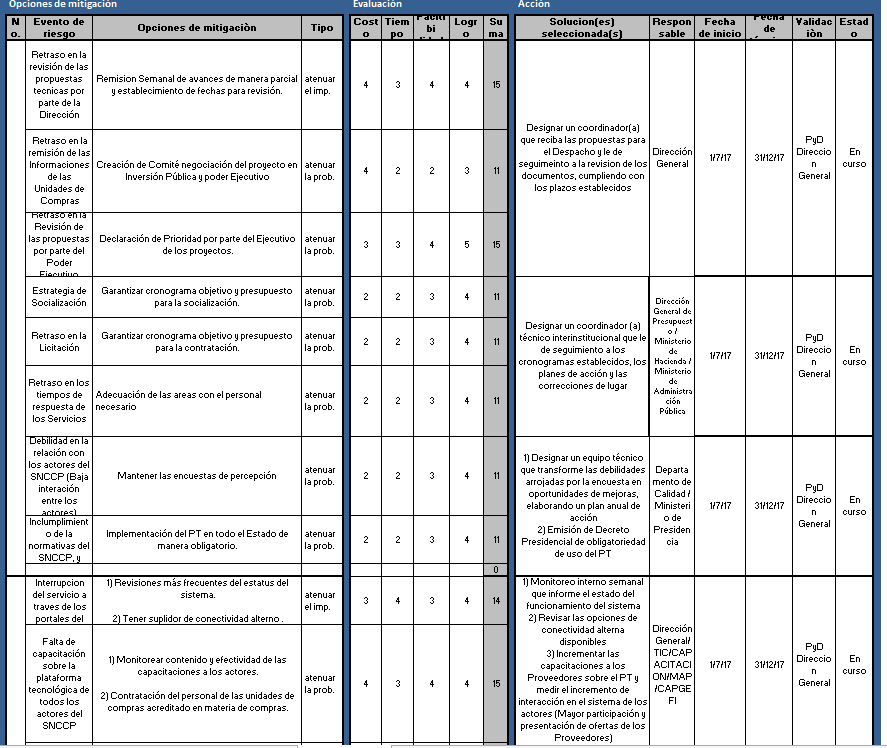 Opciones de mitigatión
Evaluación
Acción
N
o.
Evento de
riesgo
Opciones de mitigaciòn
Tipo
Cost
o
Tiem
po
bi
Logr
o
Su
ma
Solucion(es)
seleccionada(s)
Respon
sable
Fecha
de inicio
Fecha
de
Validac
iòn
Estad
o
Retraso en la
revisión de las
propuestas
tecnicas por
parte de la
Dirección
Remision Semanal de avances de manera parcial
y establecimiento de fechas para revisión.
atenuar
el imp.
4
3
4
4
15
Retraso en la
remisión de las
Informaciones
de las
Unidades de
Compras
Creación de Comité negociación del proyecto en
Inversión Pública y poder Ejecutivo
atenuar
la prob.
4
2
2
3
11
Retraso en la
Revisión de
las propuestas
por parte del
Poder
Ejecutivo
Declaración de Prioridad por parte del Ejecutivo
de los proyectos.
atenuar
la prob.
3
3
4
5
15
Designar un coordinador(a)
que reciba las propuestas para
el Despacho y le de
seguimeinto a la revision de los
documentos, cumpliendo con
los plazos establecidos
Dirección
General
1/7/17
31/12/17
PyD
Direccio
n
General
En
curso
Estrategia de
Socialización
Garantizar cronograma objetivo y presupuesto
para la socialización.
atenuar
la prob.
2
2
3
4
11
Retraso en la
Licitación
Garantizar cronograma objetivo y presupuesto
para la contratación.
atenuar
la prob.
2
2
3
4
11
Retraso en los
tiempos de
respuesta de
los Servicios
Adecuación de las areas con el personal
necesario
atenuar
la prob.
2
2
3
4
11
Designar un coordinador (a)
técnico interinstitucional que le
de seguimiento a los
cronogramas establecidos, los
planes de acción y las
correcciones de lugar
Dirección
General de
Presupuest
o /
Ministerio
de
Hacienda /
Ministerio
de
Administra
ción
Pública
1/7/17
31/12/17
PyD
Direccio
n
General
En
curso
Debilidad en la
relación con
los actores del
SNCCP (Baja
interación
entre los
actores)
Mantener las encuestas de percepción
atenuar
la prob.
2
2
3
4
11
Inclumplimient
o de la
normativas del
SNCCP, y
Implementación del PT en todo el Estado de
manera obligatorio.
atenuar
la prob.
2
2
3
4
11
0
1) Designar un equipo técnico
que transforme las debilidades
arrojadas por la encuesta en
oportunidades de mejoras,
elaborando un plan anual de
acción
2) Emisión de Decreto
Presidencial de obligatoriedad
de uso del PT
Departa
mento de
Calidad /
Ministeri
o de
Presiden
cia
1/7/17
31/12/17
PyD
Direccio
n
General
En
curso
Interrupcion
del servicio a
traves de los
portales del
1) Revisiones más frecuentes del estatus del
sistema.
2) Tener suplidor de conectividad alterno .
atenuar
el imp.
3
4
3
4
14
Falta de
capacitación
sobre la
plataforma
tecnológica de
todos los
actores del
SNCCP
1) Monitorear contenido y efectividad de las
capacitaciones a los actores.
2) Contratación del personal de las unidades de
compras acreditado en materia de compras.
atenuar
la prob.
4
3
4
4
15
1) Monitoreo interno semanal
que informe el estado del
funcionamiento del sistema
2) Revisar las opciones de
conectividad alterna
disponibles
3) Incrementar las
capacitaciones a los
Proveedores sobre el PT y
medir el incremento de
interacción en el sistema de los
actores (Mayor participación y
presentación de ofertas de los
Proveedores)
Dirección
General/
TIC/CAP
ACITACI
ON/MAP
/CAPGE
FI
1/7/17
31/12/17
PyD
Direccio
n
General
En
curso